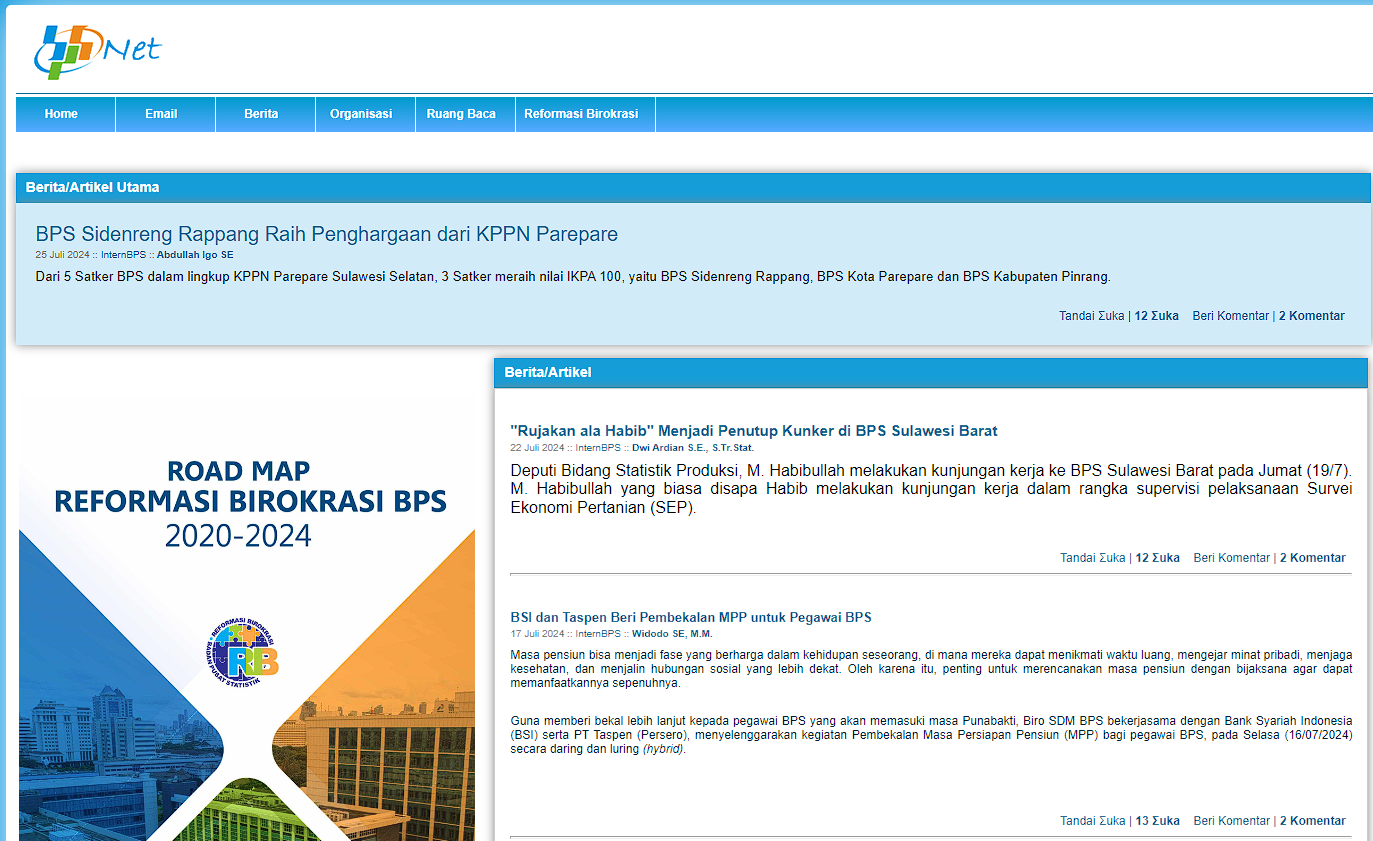 Net
Home Email Berita Organisasi Ruang Baca Reformasi Birokrasi
Berita/Artikel Utama
BPS Sidenreng Rappang Raih Penghargaan dari KPPN Parepare
25 Juli 2024 :: InternBPS :: Abdullah Igo SE
Dari 5 Satker BPS dalam lingkup KPPN Parepare Sulawesi Selatan, 3 Satker meraih nilai IKPA 100, yaitu BPS Sidenreng Rappang, BPS Kota Parepare dan BPS Kabupaten Pinrang.
Tandai Σuka | 12 Σuka Beri Komentar | 2 Komentar
ROAD MAP
REFORMASI BIROKRASI BPS
2020-2024
REFORMASI BIROKRASI
RB
BADAN PUSAT STATISTIK
Berita/Artikel
"Rujakan ala Habib" Menjadi Penutup Kunker di BPS Sulawesi Barat
22 Juli 2024 :: InternBPS :: Dwi Ardian S.E., S.Tr.Stat.
Deputi Bidang Statistik Produksi, M. Habibullah melakukan kunjungan kerja ke BPS Sulawesi Barat pada Jumat (19/7).
M. Habibullah yang biasa disapa Habib melakukan kunjungan kerja dalam rangka supervisi pelaksanaan Survei
Ekonomi Pertanian (SEP).
Tandai Σuka | 12 Σuka Beri Komentar | 2 Komentar
BSI dan Taspen Beri Pembekalan MPP untuk Pegawai BPS
17 Juli 2024 :: InternBPS :: Widodo SE, M.M.
Masa pensiun bisa menjadi fase yang berharga dalam kehidupan seseorang, di mana mereka dapat menikmati waktu luang, mengejar minat pribadi, menjaga
kesehatan, dan menjalin hubungan sosial yang lebih dekat. Oleh karena itu, penting untuk merencanakan masa pensiun dengan bijaksana agar dapat
memanfaatkannya sepenuhnya.
Guna memberi bekal lebih lanjut kepada pegawai BPS yang akan memasuki masa Punabakti, Biro SDM BPS bekerjasama dengan Bank Syariah Indonesia
(BSI) serta PT Taspen (Persero), menyelenggarakan kegiatan Pembekalan Masa Persiapan Pensiun (MPP) bagi pegawai BPS, pada Selasa (16/07/2024)
secara daring dan luring (hybrid).
Tandai Σuka | 13 Σuka Beri Komentar | 2 Komentar